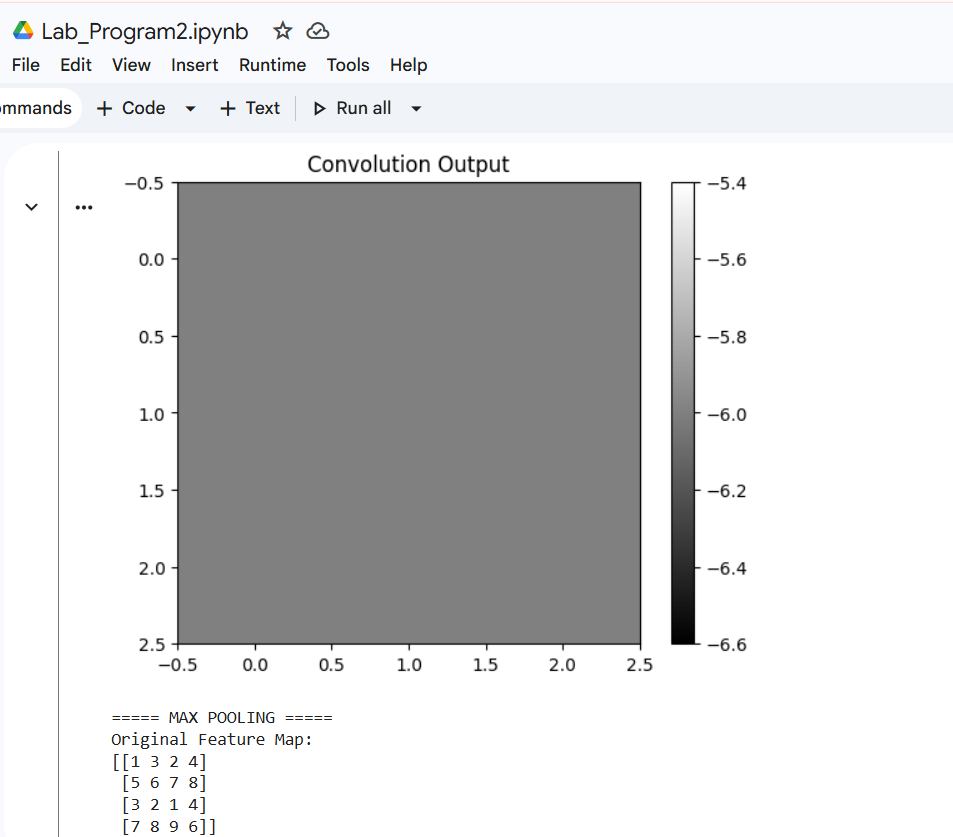 Lab_Program2.ipynb
File Edit View Insert Runtime Tools Help
ommands + Code + Text Run all
Convolution Output
−0.5
0.0
0.5
1.0
1.5
2.0
2.5
−0.5 0.0 0.5 1.0 1.5 2.0 2.5
−5.4
−5.6
−5.8
−6.0
−6.2
−6.4
−6.6
===== MAX POOLING =====
Original Feature Map:
[[1 3 2 4]
[5 6 7 8]
[3 2 1 4]
[7 8 9 6]]